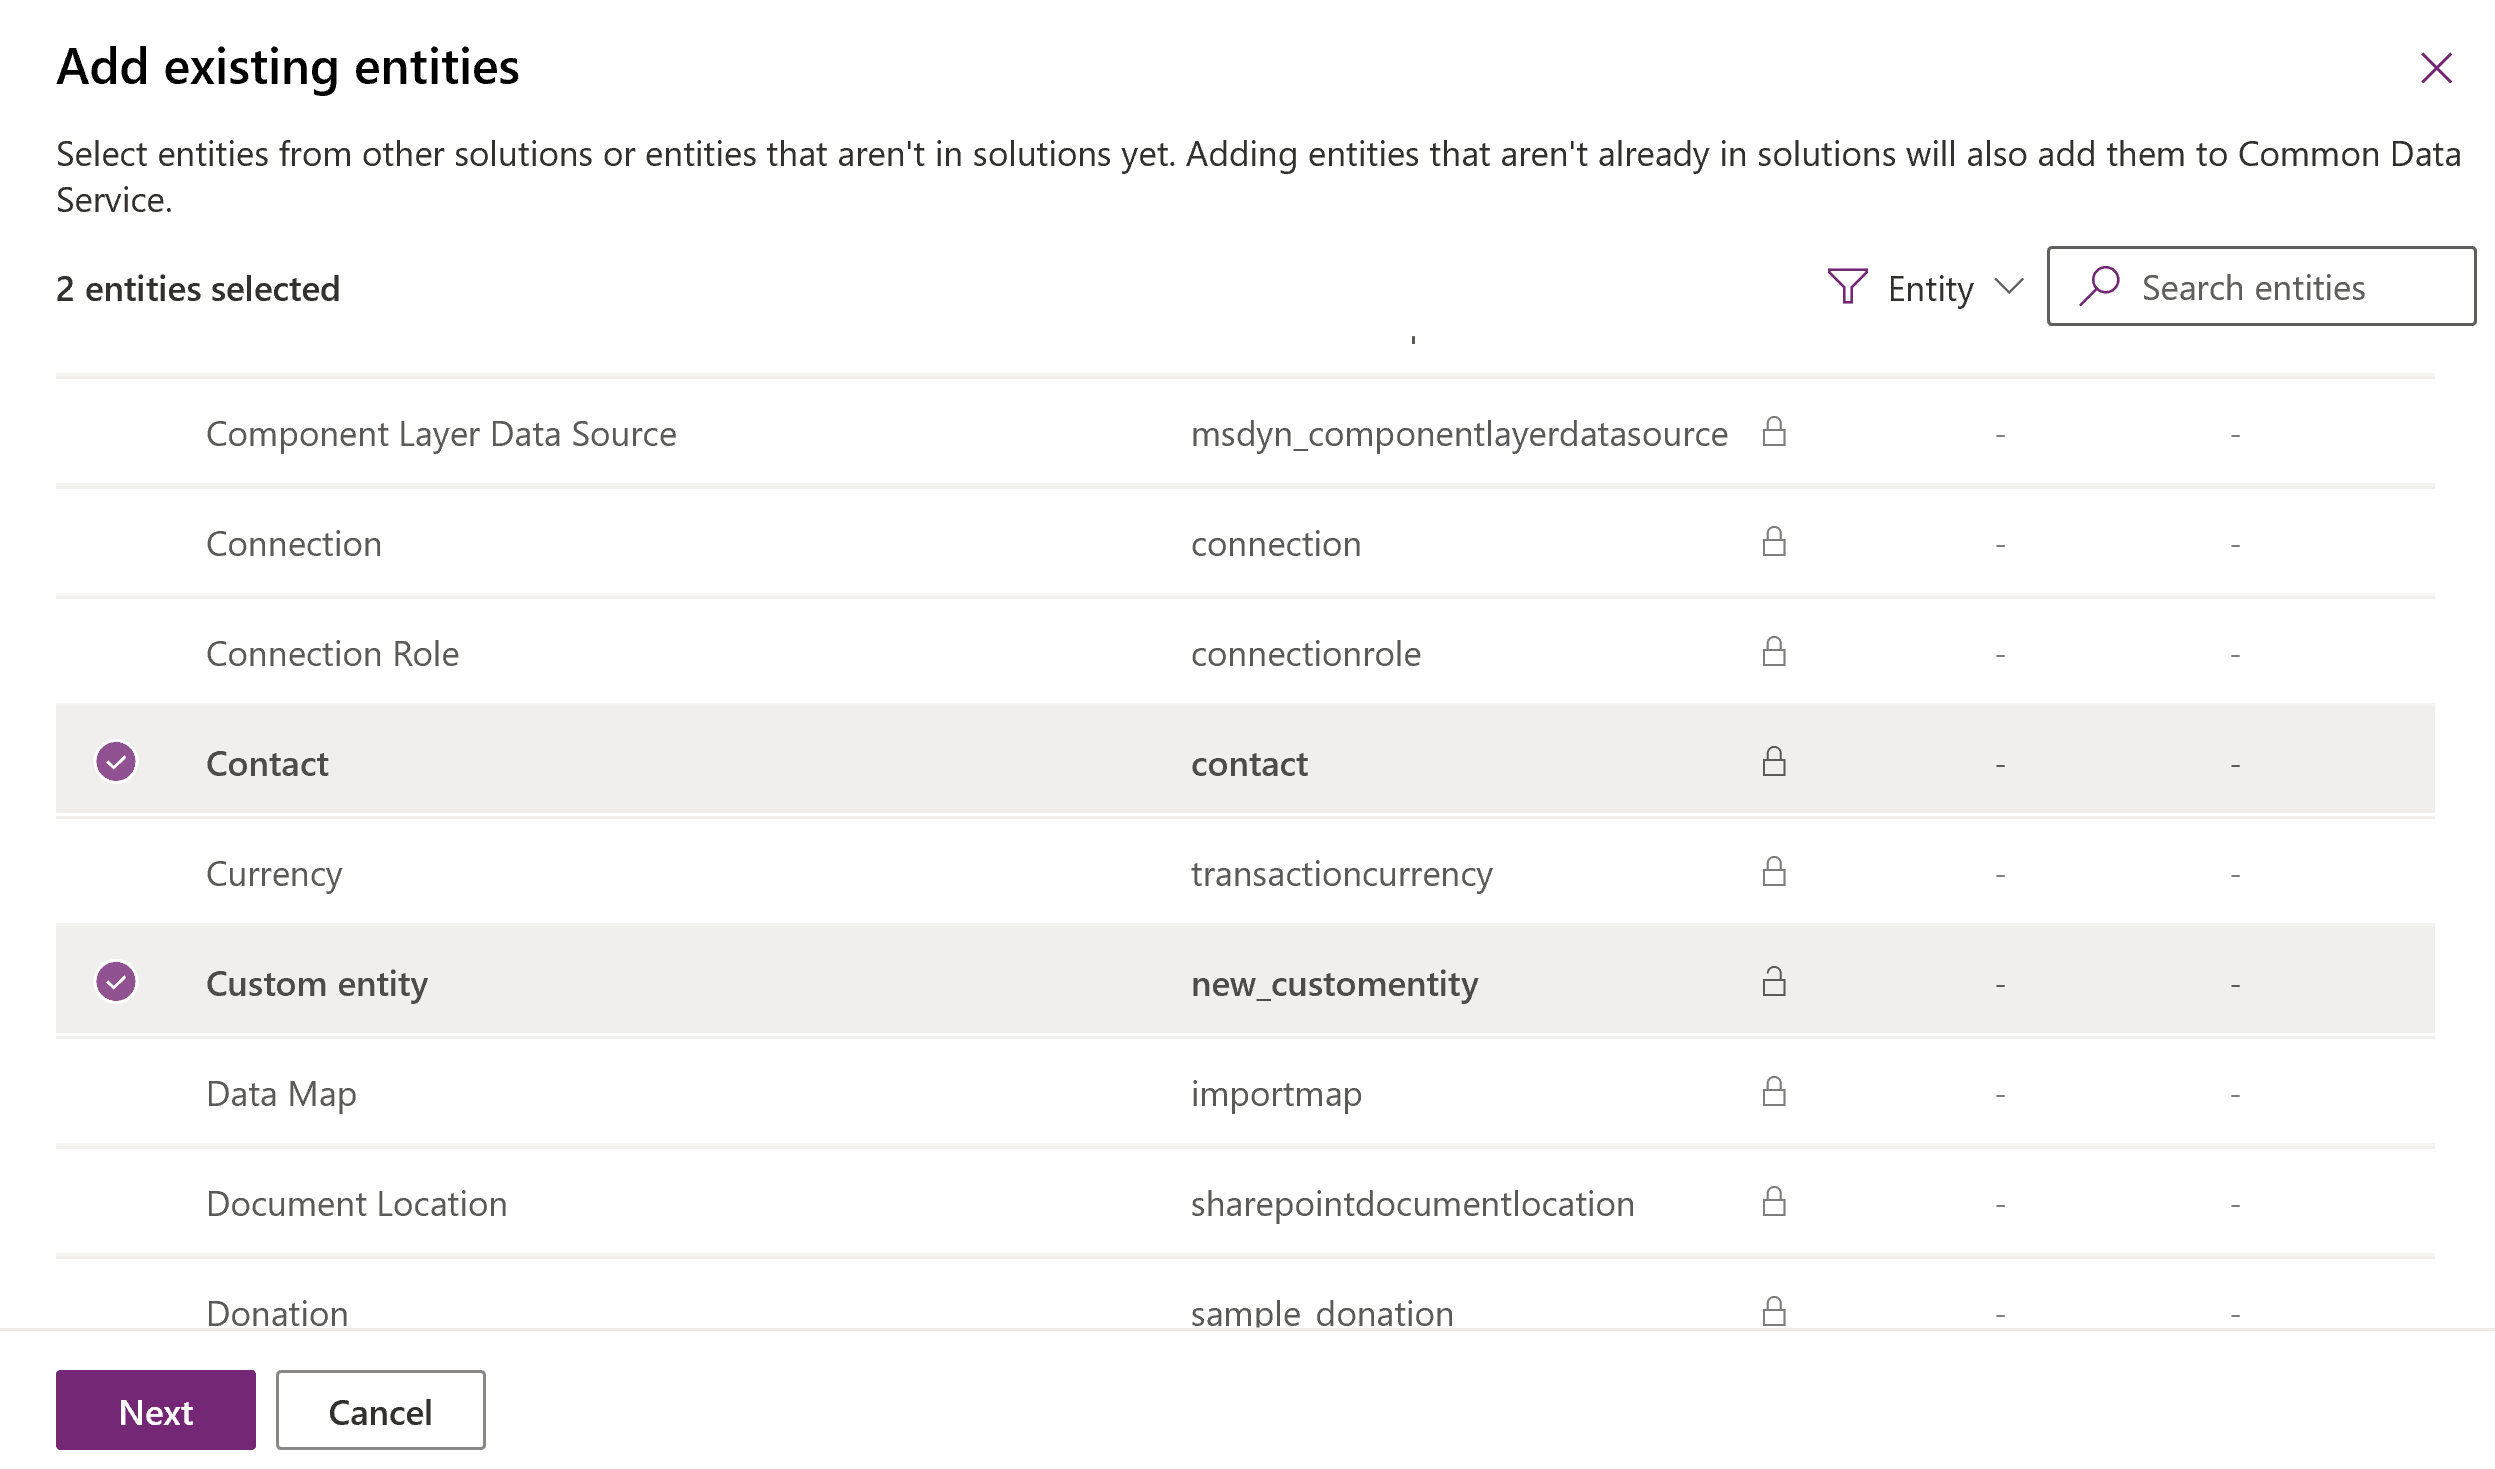 Add existing entities
Select entities from other solutions or entities that aren't in solutions yet. Adding entities that aren't already in solutions will also add them to Common Data
Service.
2 entities selected
Entity
Search entities
Component Layer Data Source msdyn_componentlayerdatasource - -
Connection connection - -
Connection Role connectionrole - -
Contact contact - -
Currency transactioncurrency - -
Custom entity new_customentity - -
Data Map importmap - -
Document Location sharepointdocumentlocation - -
Donation sample_donation - -
Next
Cancel